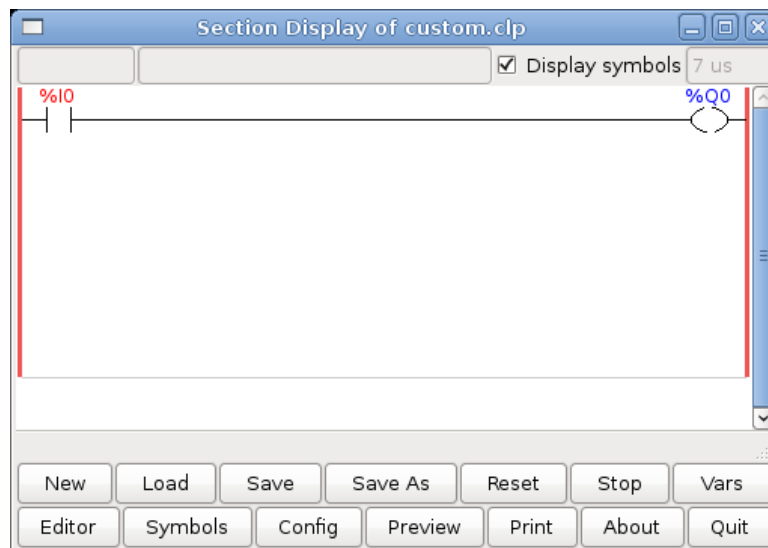 Section Display of custom.clp
Display symbols 7 us
%I0 %Q0
New Load Save Save As Reset Stop Vars
Editor Symbols Config Preview Print About Quit